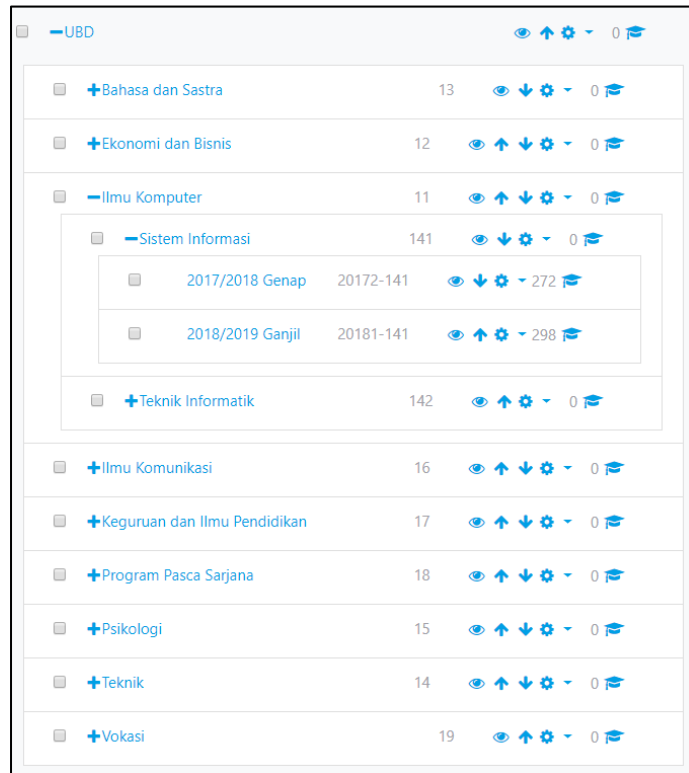 UBD 0
Bahasa dan Sastra 13 0
Ekonomi dan Bisnis 12 0
Ilmu Komputer 11 0
Sistem Informasi 141 0
2017/2018 Genap 20172-141 272
2018/2019 Ganjil 20181-141 298
Teknik Informatik 142 0
Ilmu Komunikasi 16 0
Keguruan dan Ilmu Pendidikan 17 0
Program Pasca Sarjana 18 0
Psikologi 15 0
Teknik 14 0
Vokasi 19 0